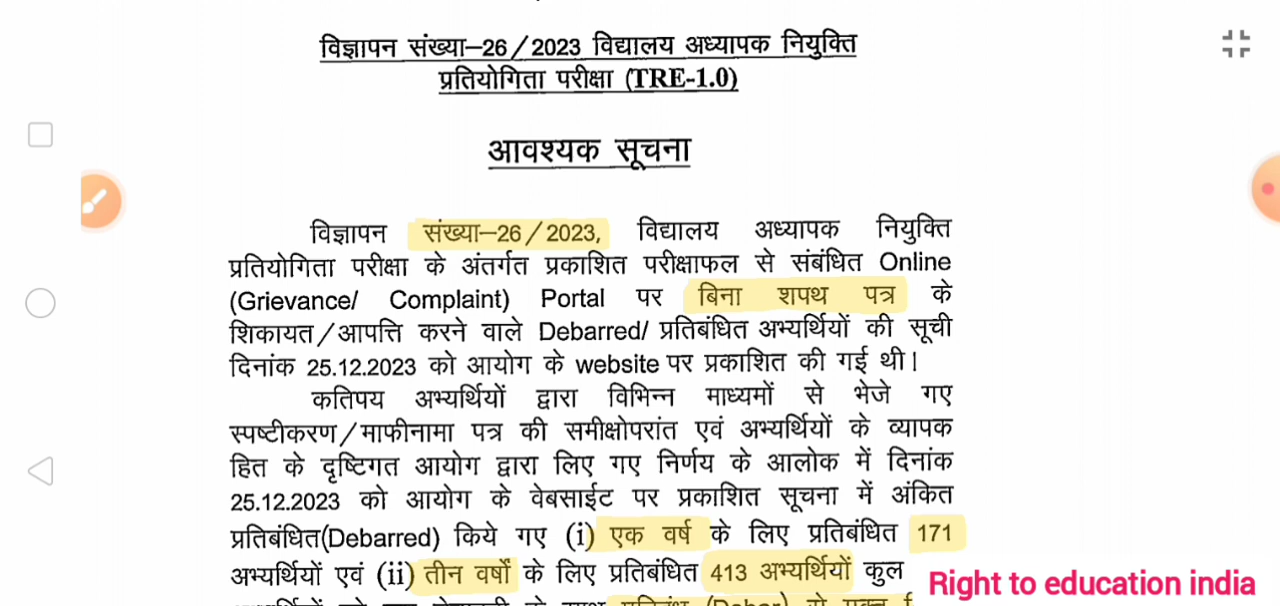 विज्ञापन संख्या–26/2023 विद्यालय अध्यापक नियुक्ति
प्रतियोगिता परीक्षा (TRE-1.0)
आवश्यक सूचना
विज्ञापन संख्या–26/2023, विद्यालय अध्यापक नियुक्ति
प्रतियोगिता परीक्षा के अंतर्गत प्रकाशित परीक्षाफल से संबंधित Online
(Grievance/ Complaint) Portal पर बिना शपथ पत्र के
शिकायत/आपत्ति करने वाले Debarred/ प्रतिबंधित अभ्यर्थियों की सूची
दिनांक 25.12.2023 को आयोग के website पर प्रकाशित की गई थी।
कतिपय अभ्यर्थियों द्वारा विभिन्न माध्यमों से भेजे गए
स्पष्टीकरण/माफीनामा पत्र की समीक्षोपरांत एवं अभ्यर्थियों के व्यापक
हित के दृष्टिगत आयोग द्वारा लिए गए निर्णय के आलोक में दिनांक
25.12.2023 को आयोग के वेबसाईट पर प्रकाशित सूचना में अंकित
प्रतिबंधित(Debarred) किये गए (i) एक वर्ष के लिए प्रतिबंधित 171
अभ्यर्थियों एवं (ii) तीन वर्षों के लिए प्रतिबंधित 413 अभ्यर्थियों कुल
Right to education india